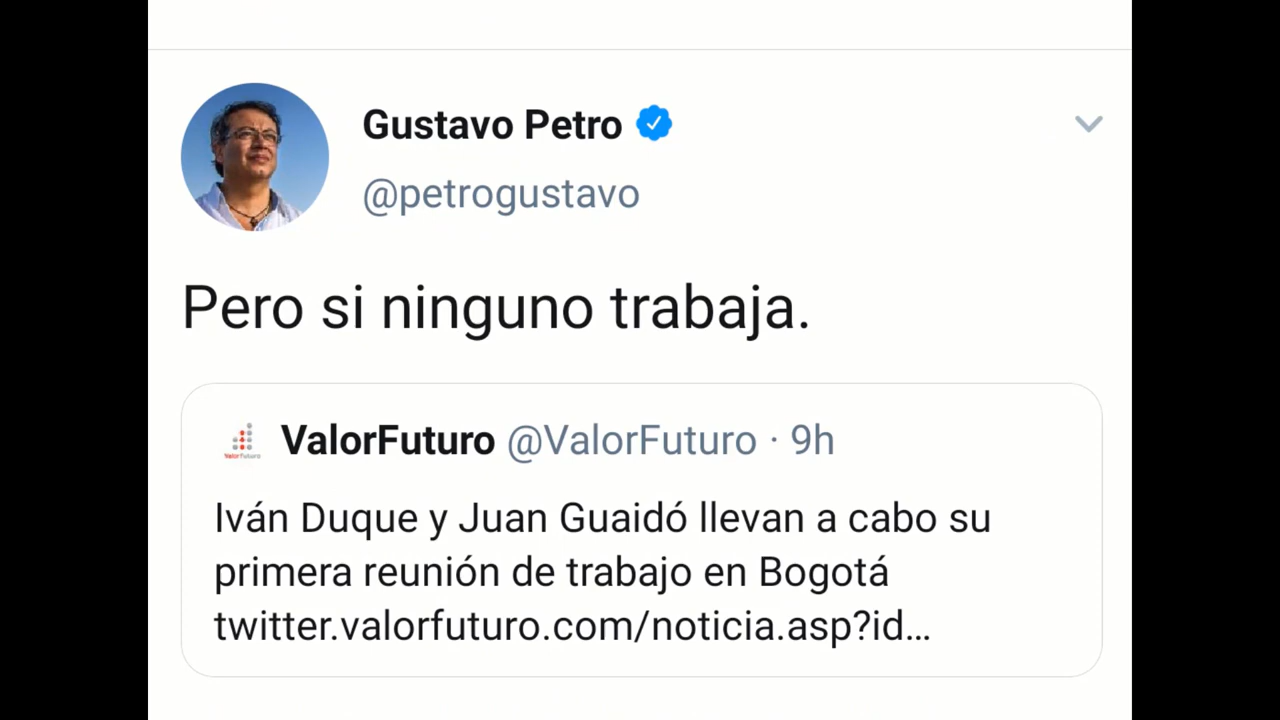 Gustavo Petro
@petrogustavo
Pero si ninguno trabaja.
ValorFuturo @ValorFuturo · 9h
ValorFuturo
Iván Duque y Juan Guaidó llevan a cabo su
primera reunión de trabajo en Bogotá
twitter.valorfuturo.com/noticia.asp?id...